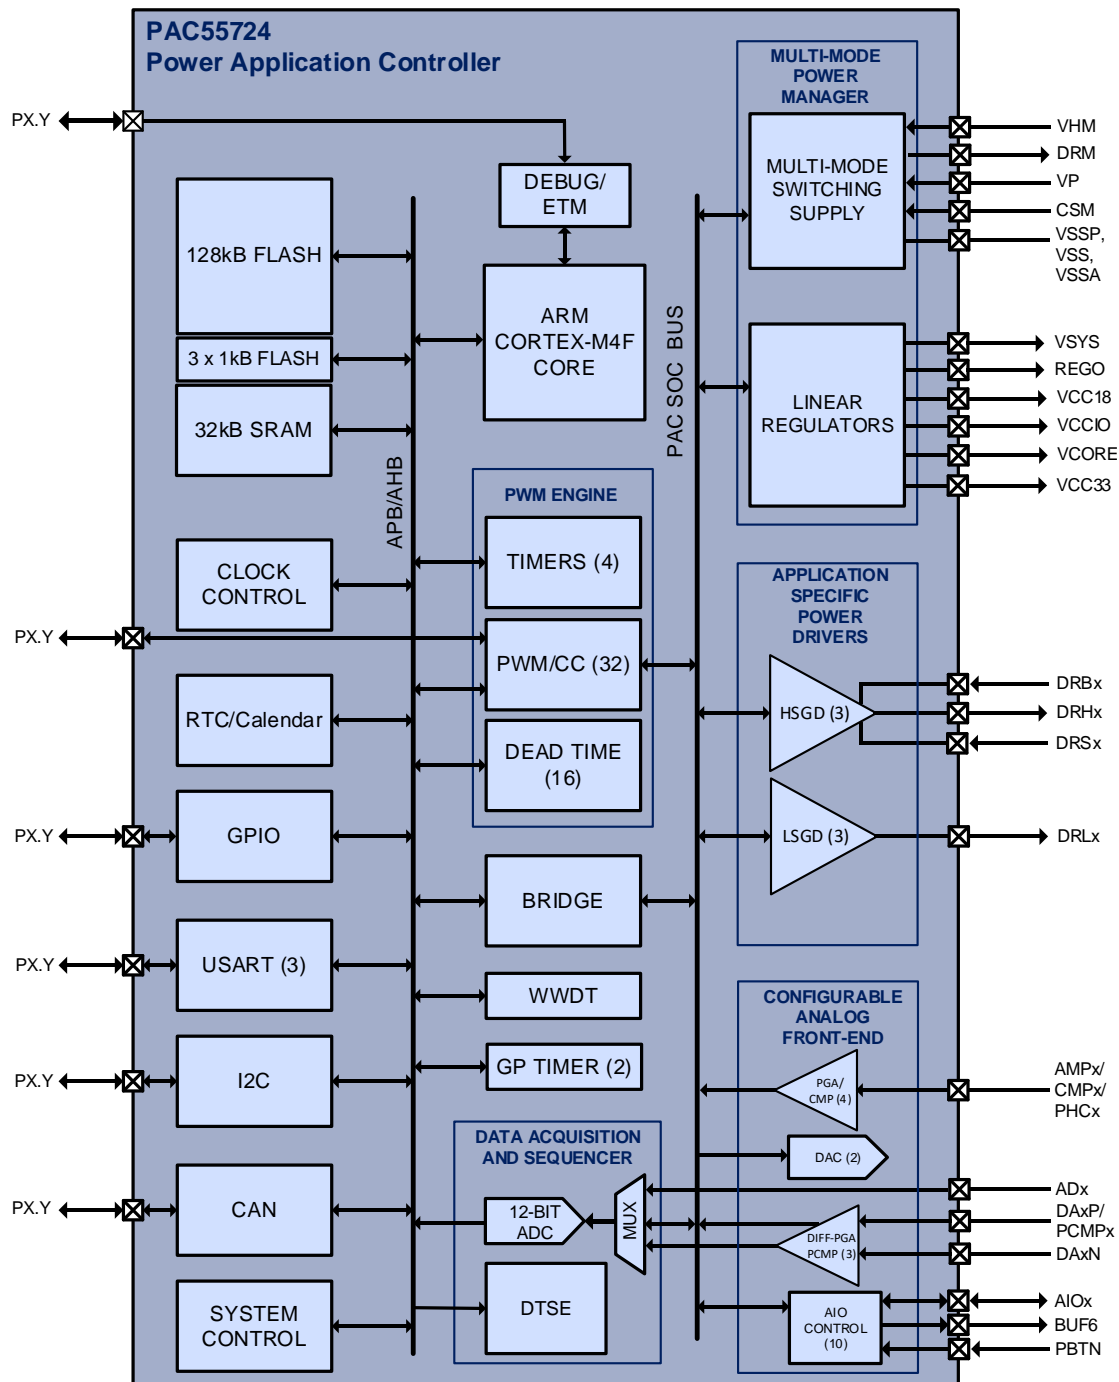 PAC55724
Power Application Controller
PX.Y
128kB FLASH
3 x 1kB FLASH
32kB SRAM
CLOCK
CONTROL
PX.Y
RTC/Calendar
PX.Y
GPIO
PX.Y
USART (3)
PX.Y
I2C
PX.Y
CAN
SYSTEM
CONTROL
APB/AHB
DEBUG/
ETM
ARM
CORTEX-M4F
CORE
PWM ENGINE
TIMERS (4)
PWM/CC (32)
DEAD TIME
(16)
BRIDGE
WWDT
GP TIMER (2)
DATA ACQUISITION
AND SEQUENCER
12-BIT
ADC
MUX
DTSE
PAC SOC BUS
MULTI-MODE
POWER
MANAGER
MULTI-MODE
SWITCHING
SUPPLY
VHM
DRM
VP
CSM
VSSP,
VSS,
VSSA
LINEAR
REGULATORS
VSYS
REGO
VCC18
VCCIO
VCORE
VCC33
APPLICATION
SPECIFIC
POWER
DRIVERS
HSGD (3)
DRBx
DRHx
DRSx
LSGD (3)
DRLx
CONFIGURABLE
ANALOG
FRONT-END
PGA/
CMP (4)
AMPx/
CMPx/
PHCx
DAC (2)
ADx
DIFF-PGA
PCMP (3)
DAxP/
PCMPx
DAxN
AIO
CONTROL
(10)
AIOx
BUF6
PBTN